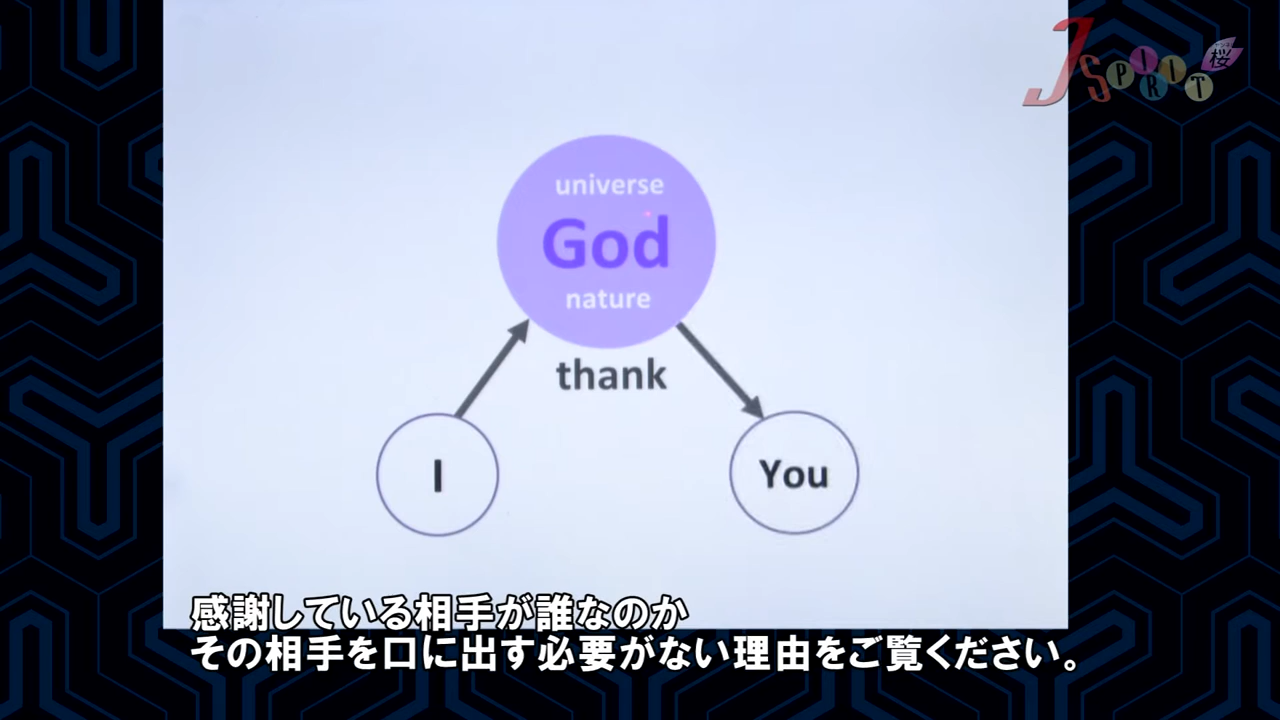 J SPIRIT 桜
universe
God
nature
thank
I
You
感謝している相手が誰なのか
その相手を口に出す必要がない理由をご覧ください。